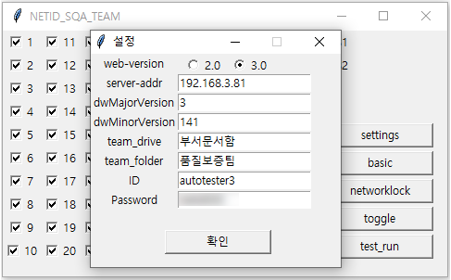 NETID_SQA_TEAM
설정
web-version 2.0 3.0
server-addr 192.168.3.81
dwMajorVersion 3
dwMinorVersion 141
team_drive 부서문서함
team_folder 품질보증팀
ID autotester3
Password
확인
1 11 1
2 12 2
3 13
4 14
5 15
6 16
7 17
8 18
9 19
10 20
settings
basic
networklock
toggle
test_run